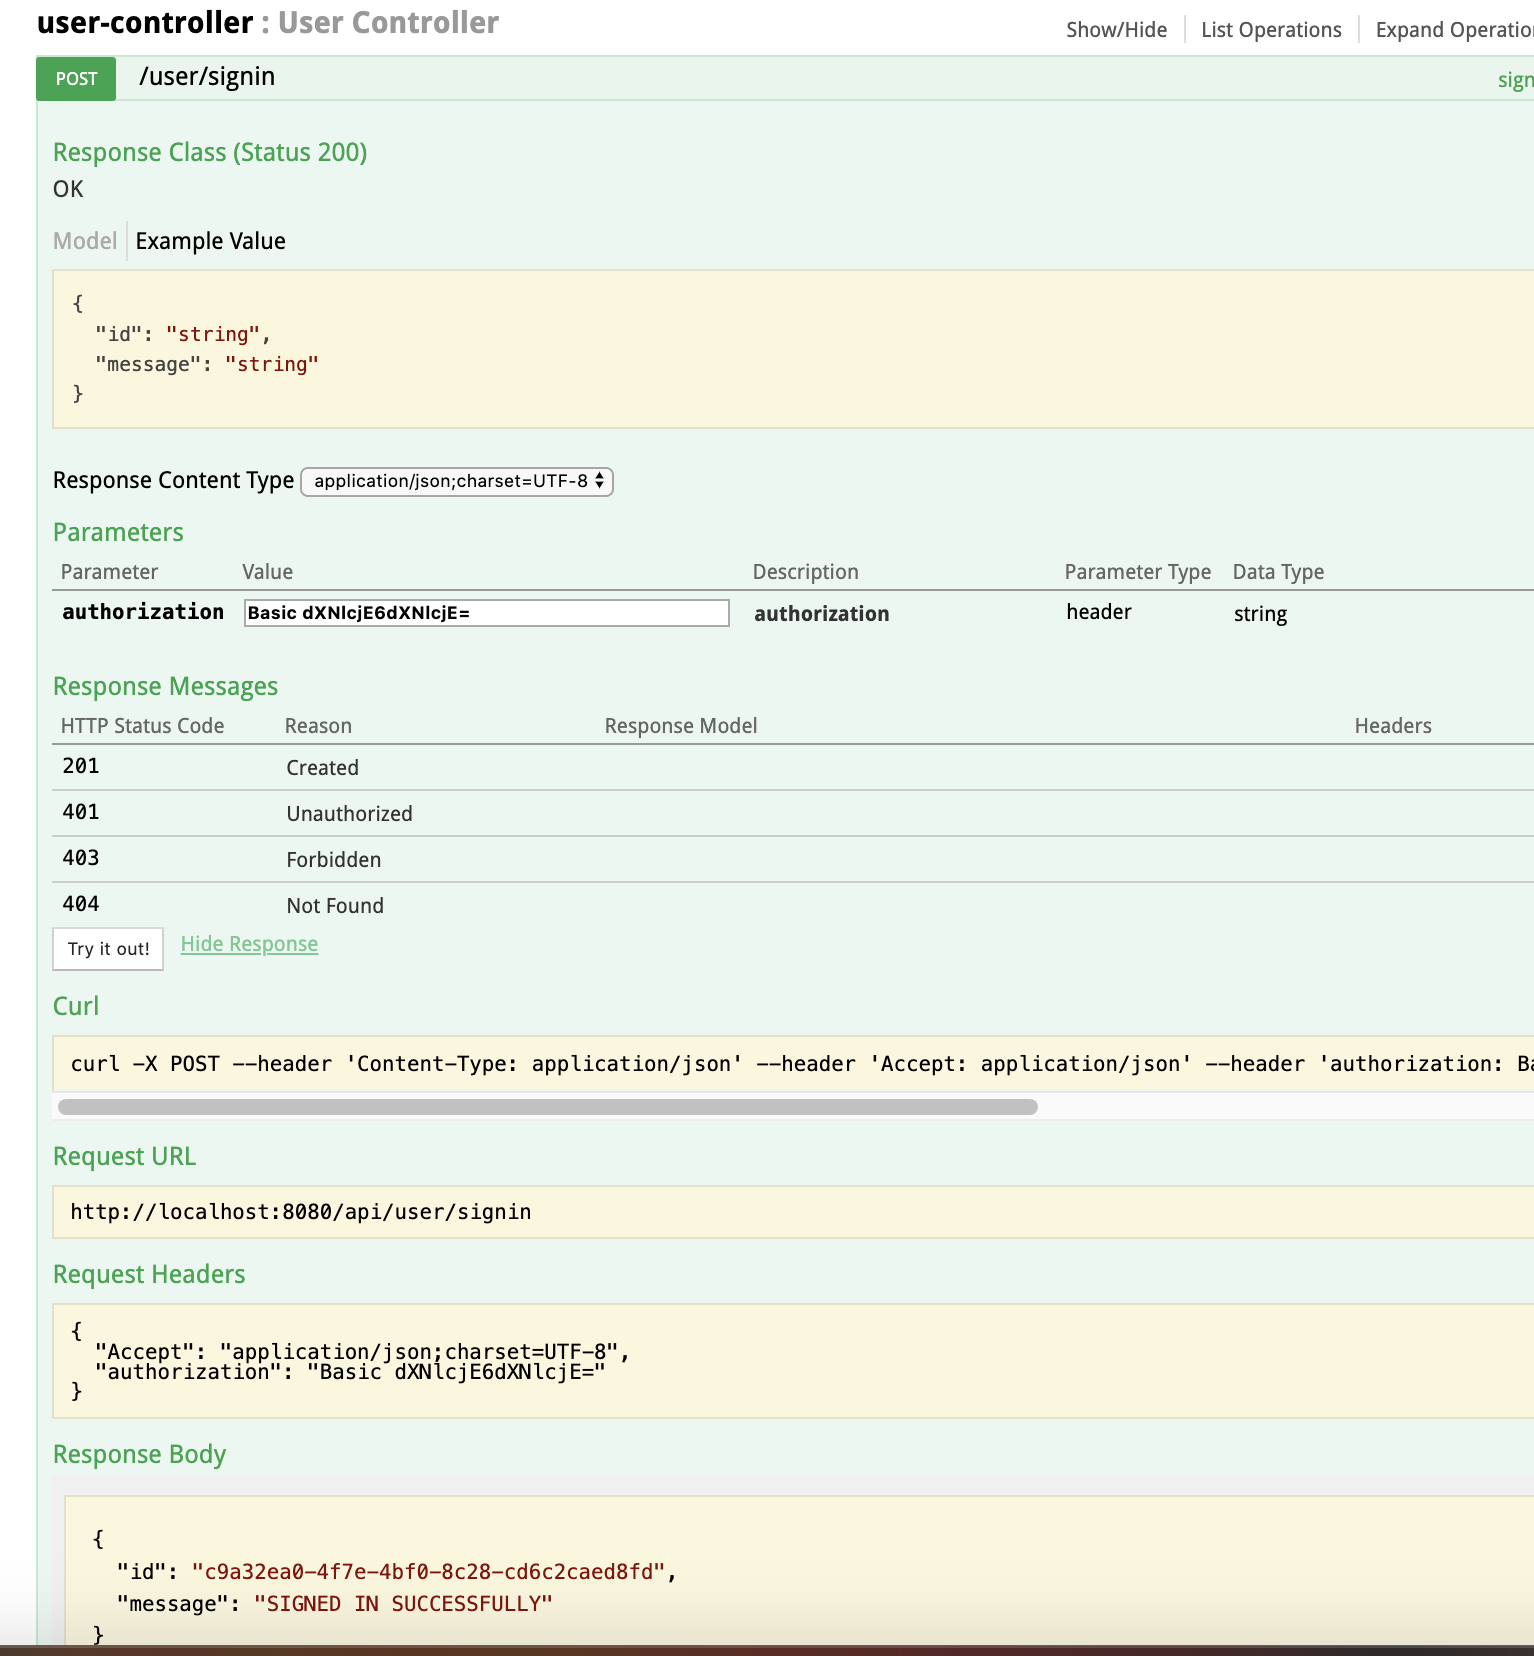 user-controller : User Controller
Show/Hide List Operations Expand Operatio
POST /user/signin sign
Response Class (Status 200)
OK
Model Example Value
{
"id": "string",
"message": "string"
}
Response Content Type application/json;charset=UTF-8
Parameters
Parameter Value Description Parameter Type Data Type
authorization Basic dXNlcjE6dXNlcjE= authorization header string
Response Messages
HTTP Status Code Reason Response Model Headers
201 Created
401 Unauthorized
403 Forbidden
404 Not Found
Try it out! Hide Response
Curl
curl -X POST --header 'Content-Type: application/json' --header 'Accept: application/json' --header 'authorization: Ba
Request URL
http://localhost:8080/api/user/signin
Request Headers
{
"Accept": "application/json;charset=UTF-8",
"authorization": "Basic dXNlcjE6dXNlcjE="
}
Response Body
{
"id": "c9a32ea0-4f7e-4bf0-8c28-cd6c2caed8fd",
"message": "SIGNED IN SUCCESSFULLY"
}